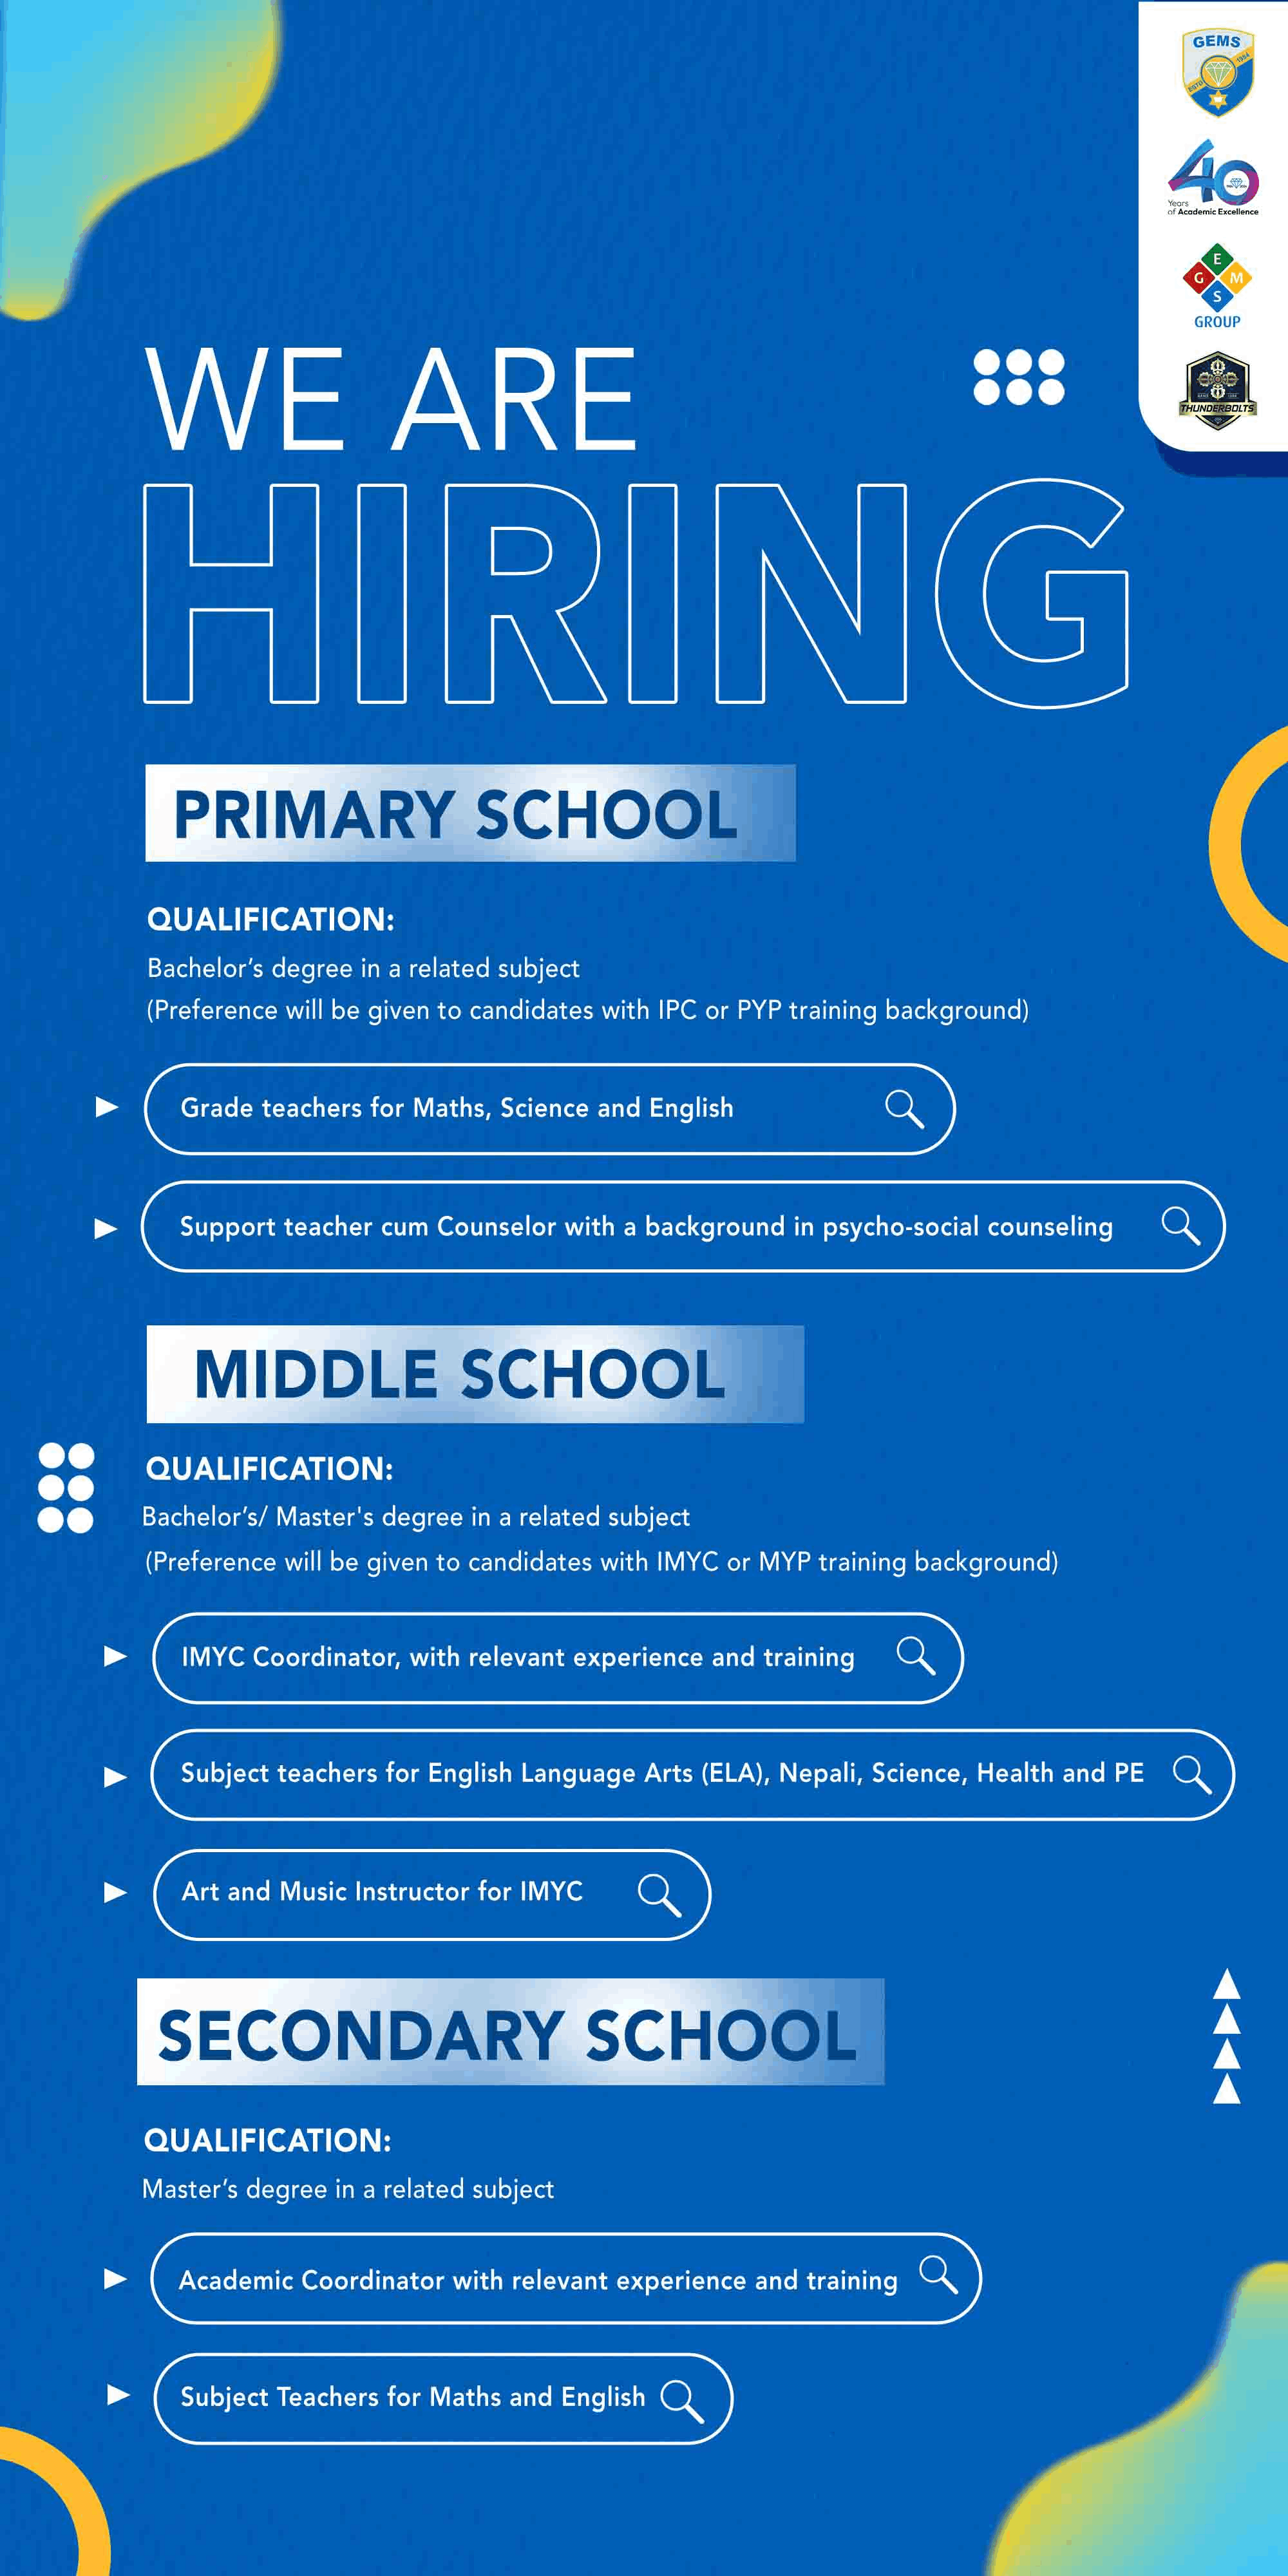 GEMS
ESTD
1984
40
Years
of Academic Excellence
E
G
M
S
GROUP
THUNDERBOLTS
WE ARE
HIRING
PRIMARY SCHOOL
QUALIFICATION:
Bachelor’s degree in a related subject
(Preference will be given to candidates with IPC or PYP training background)
Grade teachers for Maths, Science and English
Support teacher cum Counselor with a background in psycho-social counseling
MIDDLE SCHOOL
QUALIFICATION:
Bachelor’s/ Master's degree in a related subject
(Preference will be given to candidates with IMYC or MYP training background)
IMYC Coordinator, with relevant experience and training
Subject teachers for English Language Arts (ELA), Nepali, Science, Health and PE
Art and Music Instructor for IMYC
SECONDARY SCHOOL
QUALIFICATION:
Master’s degree in a related subject
Academic Coordinator with relevant experience and training
Subject Teachers for Maths and English